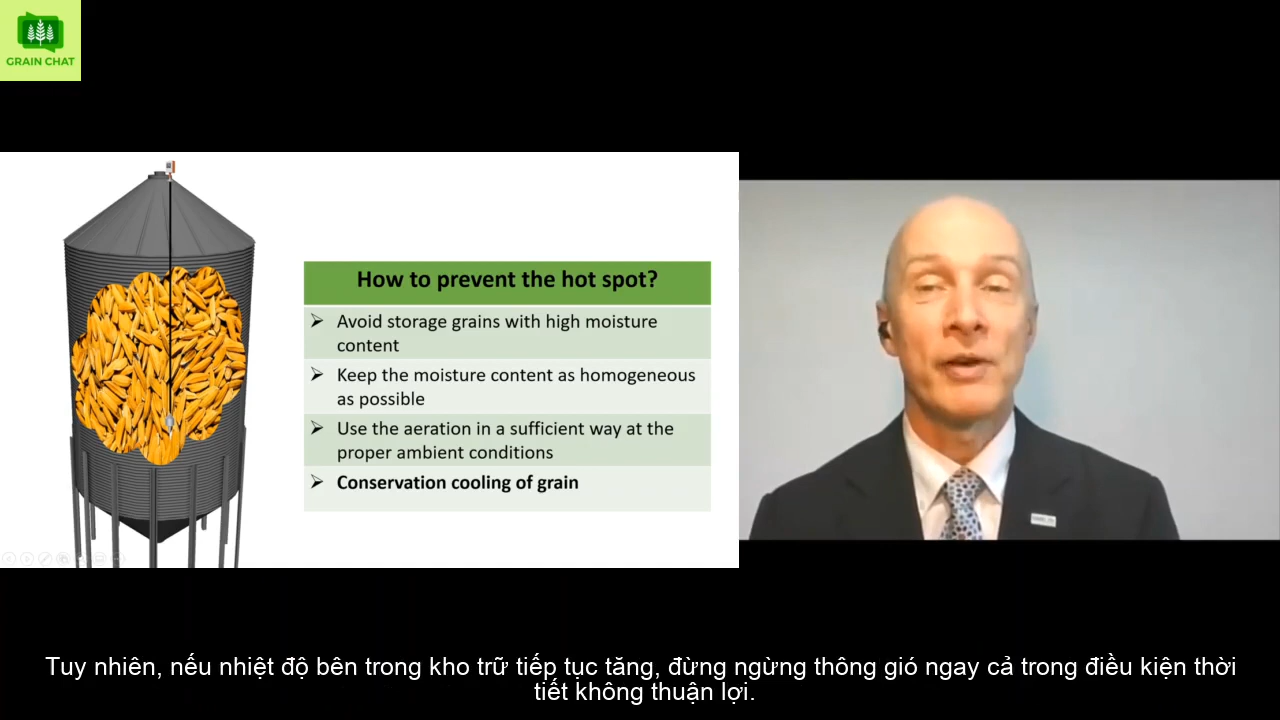 GRAIN CHAT
How to prevent the hot spot?
➢ Avoid storage grains with high moisture
content
➢ Keep the moisture content as homogeneous
as possible
➢ Use the aeration in a sufficient way at the
proper ambient conditions
➢ Conservation cooling of grain
Tuy nhiên, nếu nhiệt độ bên trong kho trữ tiếp tục tăng, đừng ngừng thông gió ngay cả trong điều kiện thời
tiết không thuận lợi.